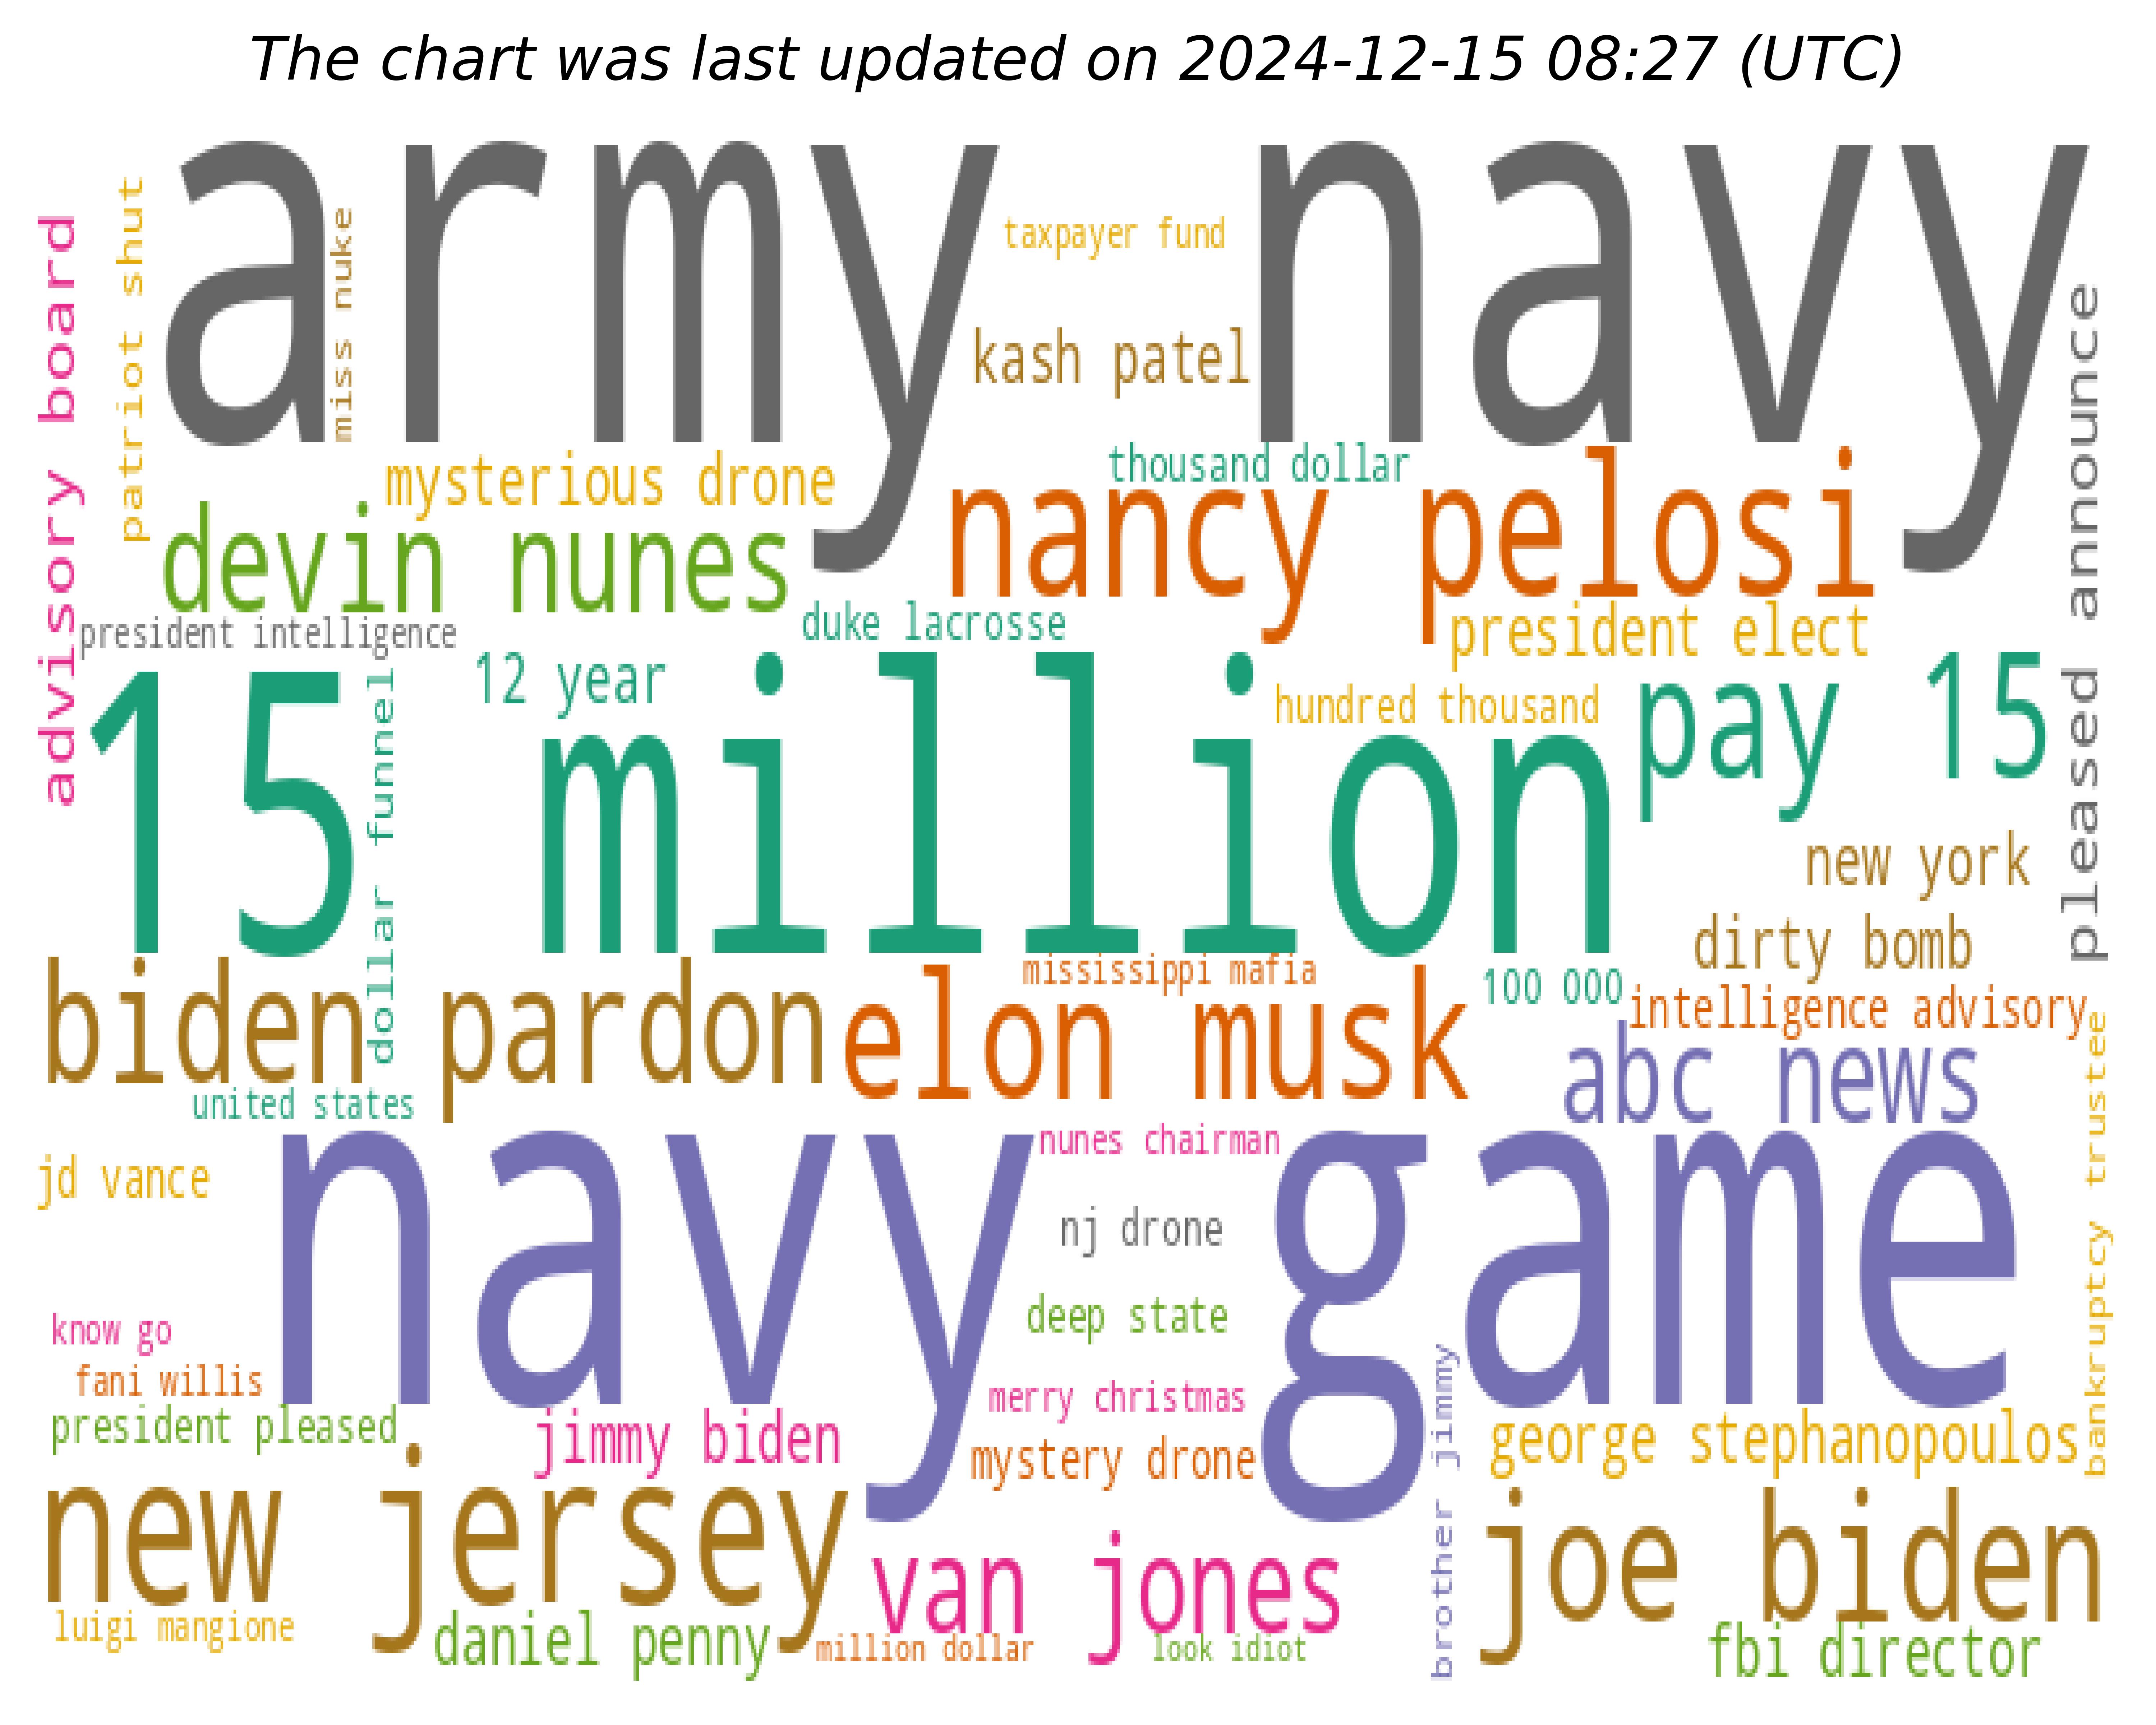 The chart was last updated on 2024-12-15 08:27 (UTC)
army navy
taxpayer fund
kash patel
advisory board
patriot shut
miss nuke
pleased announce
mysterious drone
thousand dollar
devin nunes
nancy pelosi
president intelligence
duke lacrosse
president elect
15 million
12 year
hundred thousand
pay 15
dollar funnel
new york
dirty bomb
biden pardon
elon musk
mississippi mafia
100 000
intelligence advisory
abc news
united states
bankruptcy trustee
navy game
nunes chairman
jd vance
nj drone
deep state
know go
fani willis
merry christmas
president pleased
jimmy biden
mystery drone
brother jimmy
george stephanopoulos
new jersey
van jones
joe biden
luigi mangione
daniel penny
million dollar
look idiot
fbi director